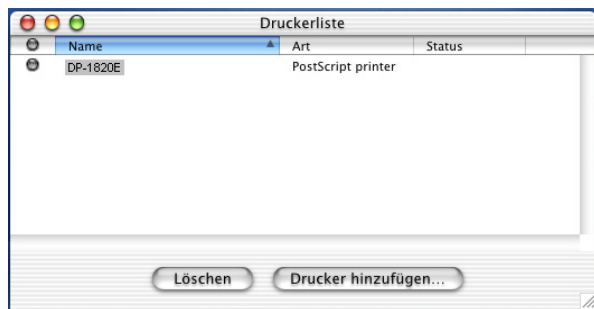 Druckerliste
Name Art Status
DP-1820E PostScript printer
Löschen Drucker hinzufügen...